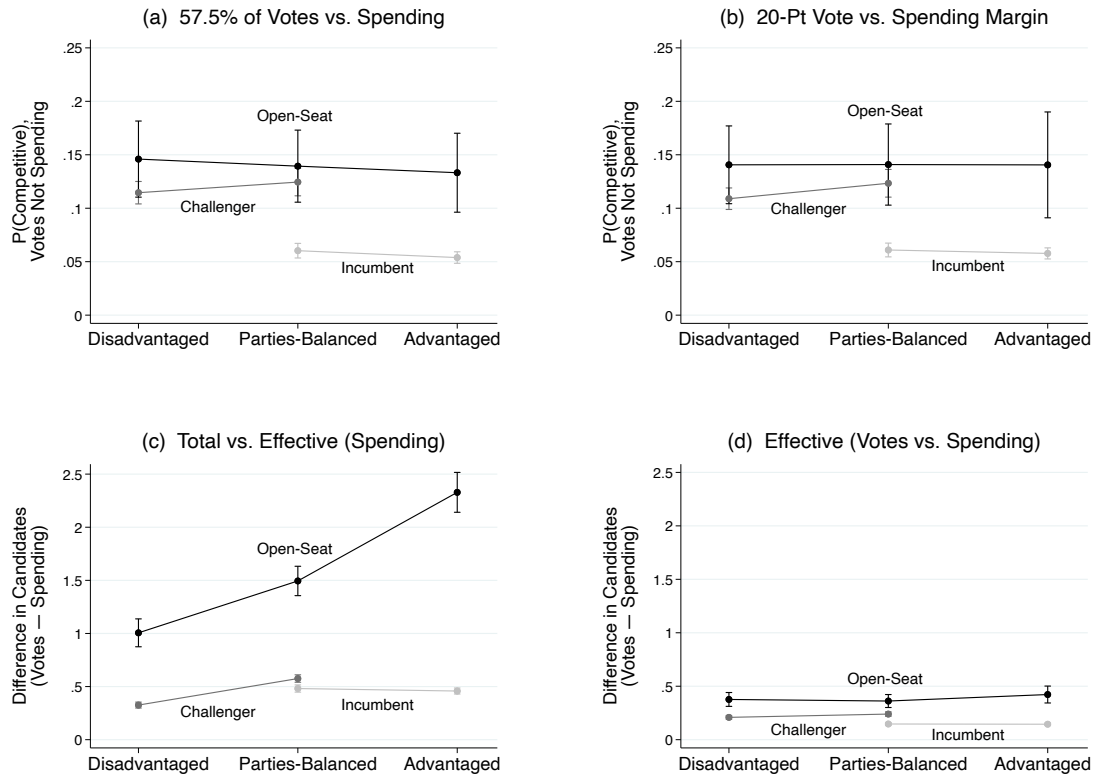 (a) 57.5% of Votes vs. Spending
P(Competitive),
Votes Not Spending
.25
.2
.15
.1
.05
0
Open-Seat
Challenger
Incumbent
Disadvantaged Parties-Balanced Advantaged
(b) 20-Pt Vote vs. Spending Margin
P(Competitive),
Votes Not Spending
.25
.2
.15
.1
.05
0
Open-Seat
Challenger
Incumbent
Disadvantaged Parties-Balanced Advantaged
(c) Total vs. Effective (Spending)
Difference in Candidates
(Votes — Spending)
2.5
2
1.5
1
.5
0
Open-Seat
Challenger
Incumbent
Disadvantaged Parties-Balanced Advantaged
(d) Effective (Votes vs. Spending)
Difference in Candidates
(Votes — Spending)
2.5
2
1.5
1
.5
0
Open-Seat
Challenger
Incumbent
Disadvantaged Parties-Balanced Advantaged